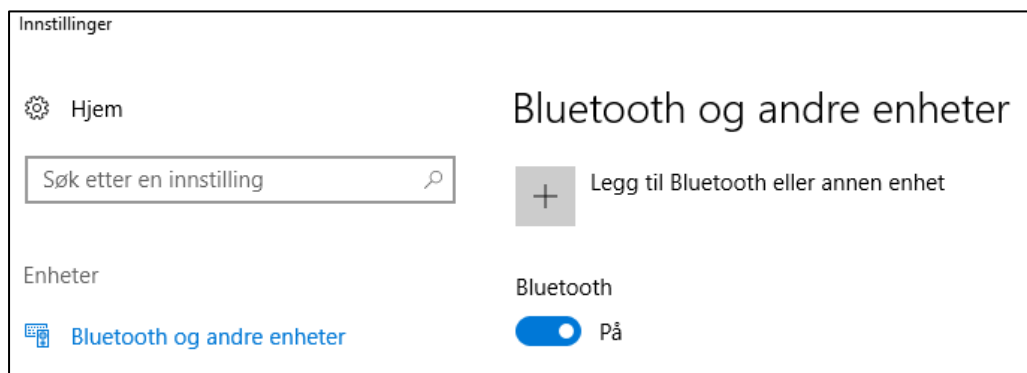 Innstillinger
Hjem
Søk etter en innstilling
Enheter
Bluetooth og andre enheter
Bluetooth og andre enheter
Legg til Bluetooth eller annen enhet
Bluetooth
På